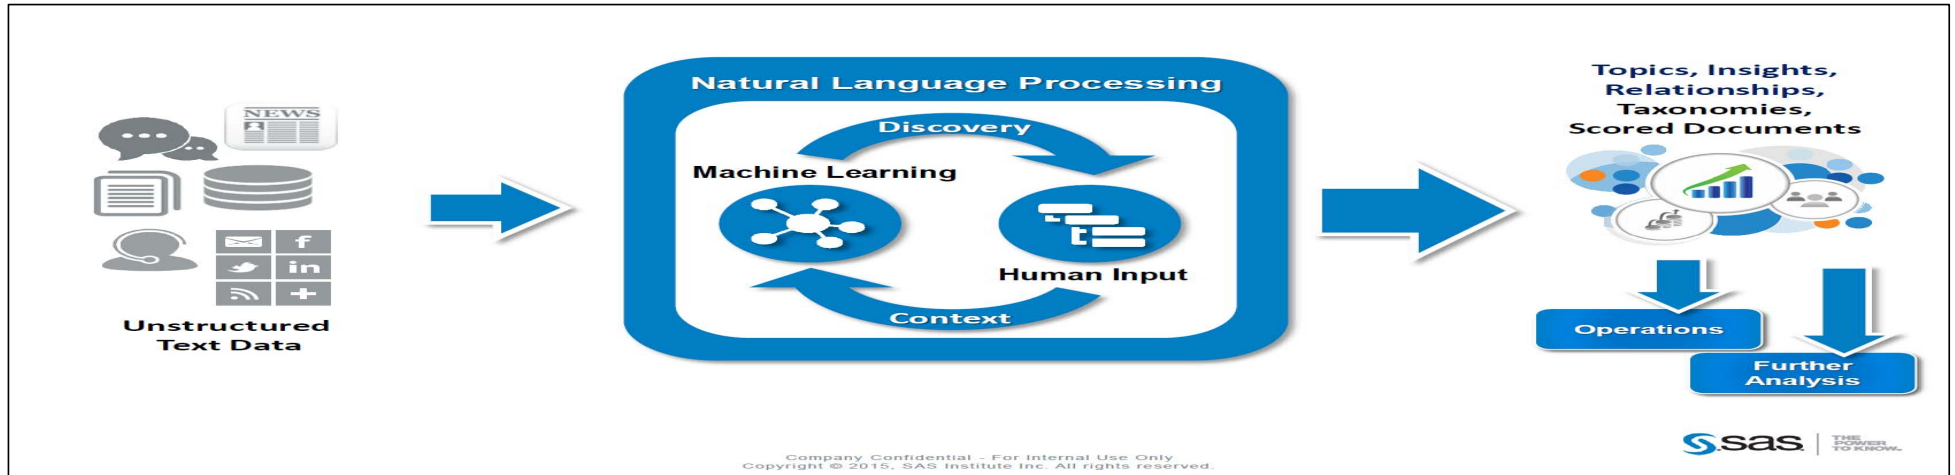 NEWS
f
in
Unstructured
Text Data
Natural Language Processing
Discovery
Machine Learning
Human Input
Context
Topics, Insights,
Relationships,
Taxonomies,
Scored Documents
Operations
Further
Analysis
Company Confidential - For Internal Use Only
Copyright © 2015, SAS Institute Inc. All rights reserved.
sas
THE
POWER
TO KNOW.